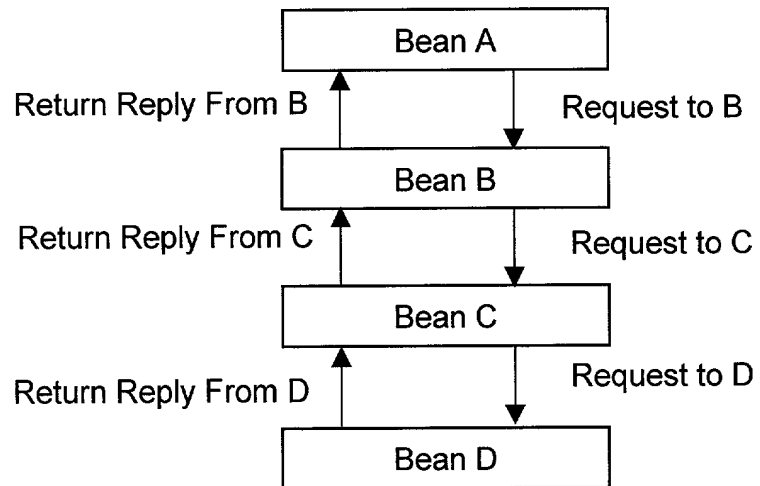 Bean A
Return Reply From B
Request to B
Bean B
Return Reply From C
Request to C
Bean C
Return Reply From D
Request to D
Bean D